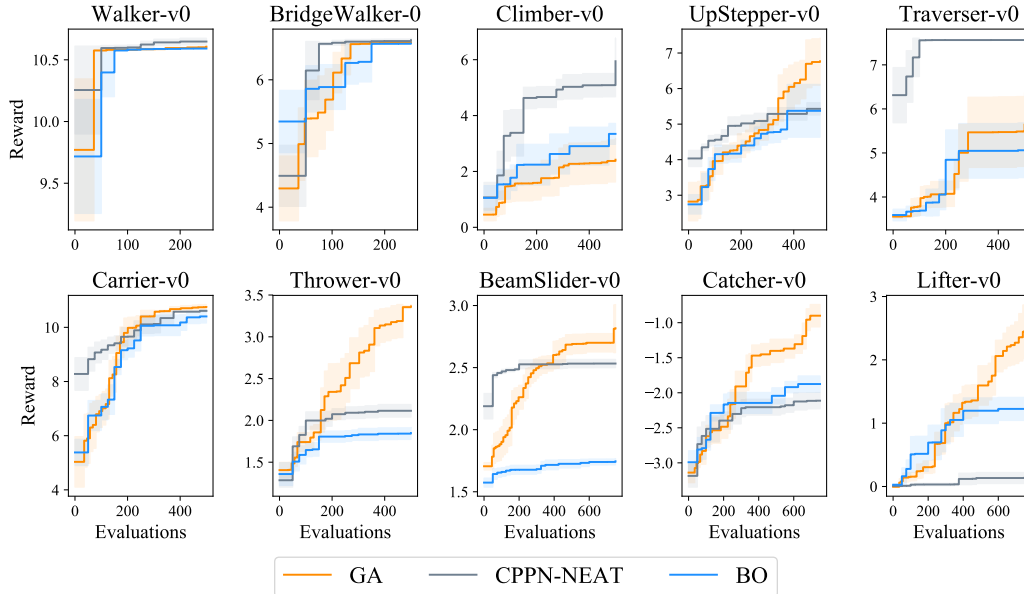 Walker-v0 BridgeWalker-0 Climber-v0 UpStepper-v0 Traverser-v0
Reward
10.5
10.0
9.5
0 100 200
6
5
4
0 100 200
6
4
2
0
0 200 400
7
6
5
4
3
0 200 400
7
6
5
4
0 200 400
Carrier-v0 Thrower-v0 BeamSlider-v0 Catcher-v0 Lifter-v0
Reward
10
8
6
4
0 200 400
Evaluations
3.5
3.0
2.5
2.0
1.5
0 200 400
Evaluations
3.0
2.5
2.0
1.5
0 200 400 600
Evaluations
−1.0
−1.5
−2.0
−2.5
−3.0
0 200 400 600
Evaluations
3
2
1
0
0 200 400 600
Evaluations
GA CPPN-NEAT BO